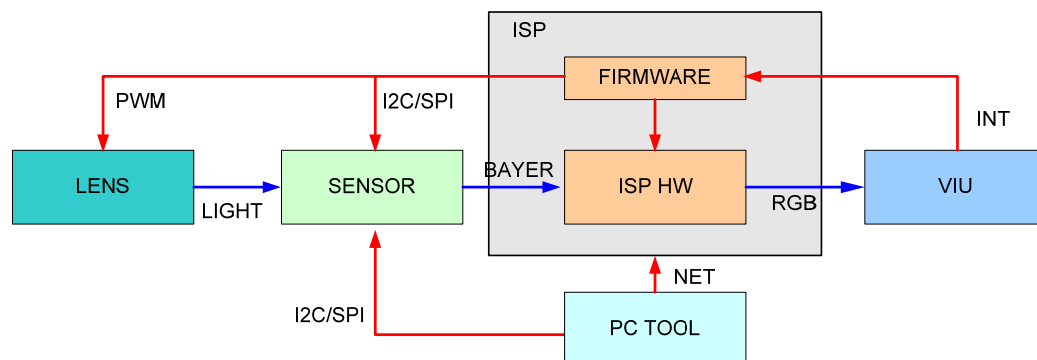 ISP
FIRMWARE
PWM
I2C/SPI
INT
LENS
SENSOR
BAYER
ISP HW
VIU
LIGHT
RGB
NET
I2C/SPI
PC TOOL